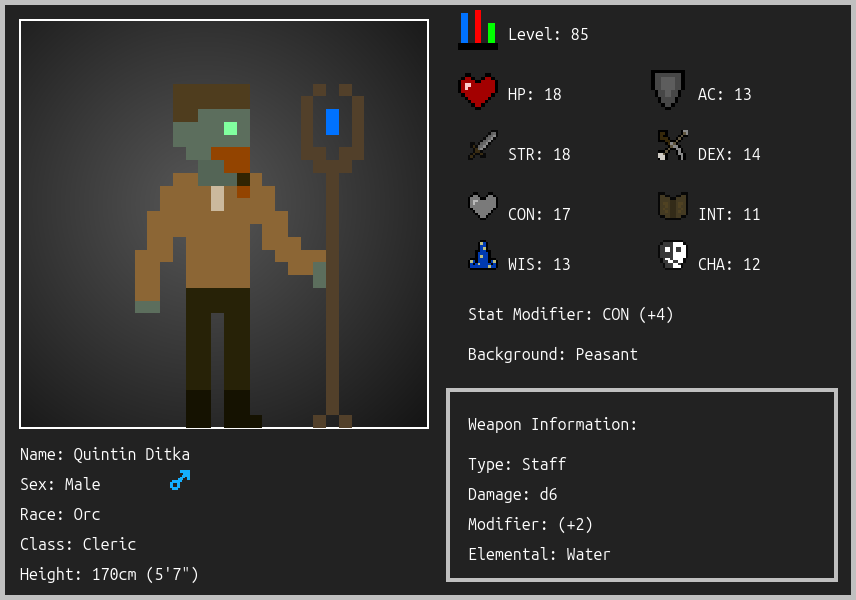 Level: 85
HP: 18
AC: 13
STR: 18
DEX: 14
CON: 17
INT: 11
WIS: 13
CHA: 12
Stat Modifier: CON (+4)
Background: Peasant
Weapon Information:
Type: Staff
Damage: d6
Modifier: (+2)
Elemental: Water
Name: Quintin Ditka
Sex: Male
Race: Orc
Class: Cleric
Height: 170cm (5'7")